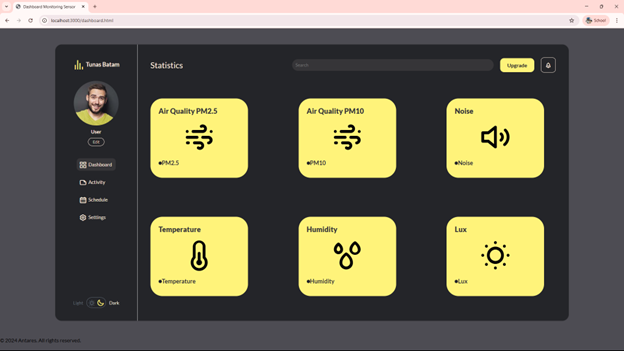 Dashboard Monitoring Sensor
localhost:3000/dashboard.html
School
Tunas Batam
Statistics
Search
Upgrade
User
Edit
Dashboard
Activity
Schedule
Settings
Light
Dark
Air Quality PM2.5
PM2.5
Air Quality PM10
PM10
Noise
Noise
Temperature
Temperature
Humidity
Humidity
Lux
Lux
© 2024 Antares. All rights reserved.